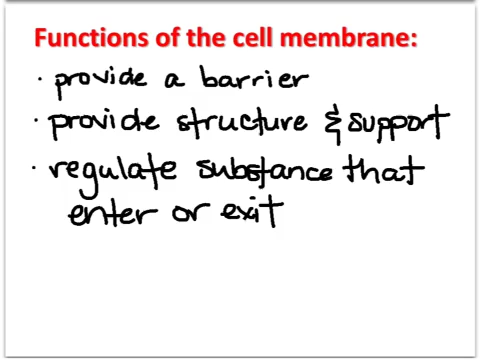 Functions of the cell membrane:
· provide a barrier
· provide structure & support
· regulate substance that
enter or exit